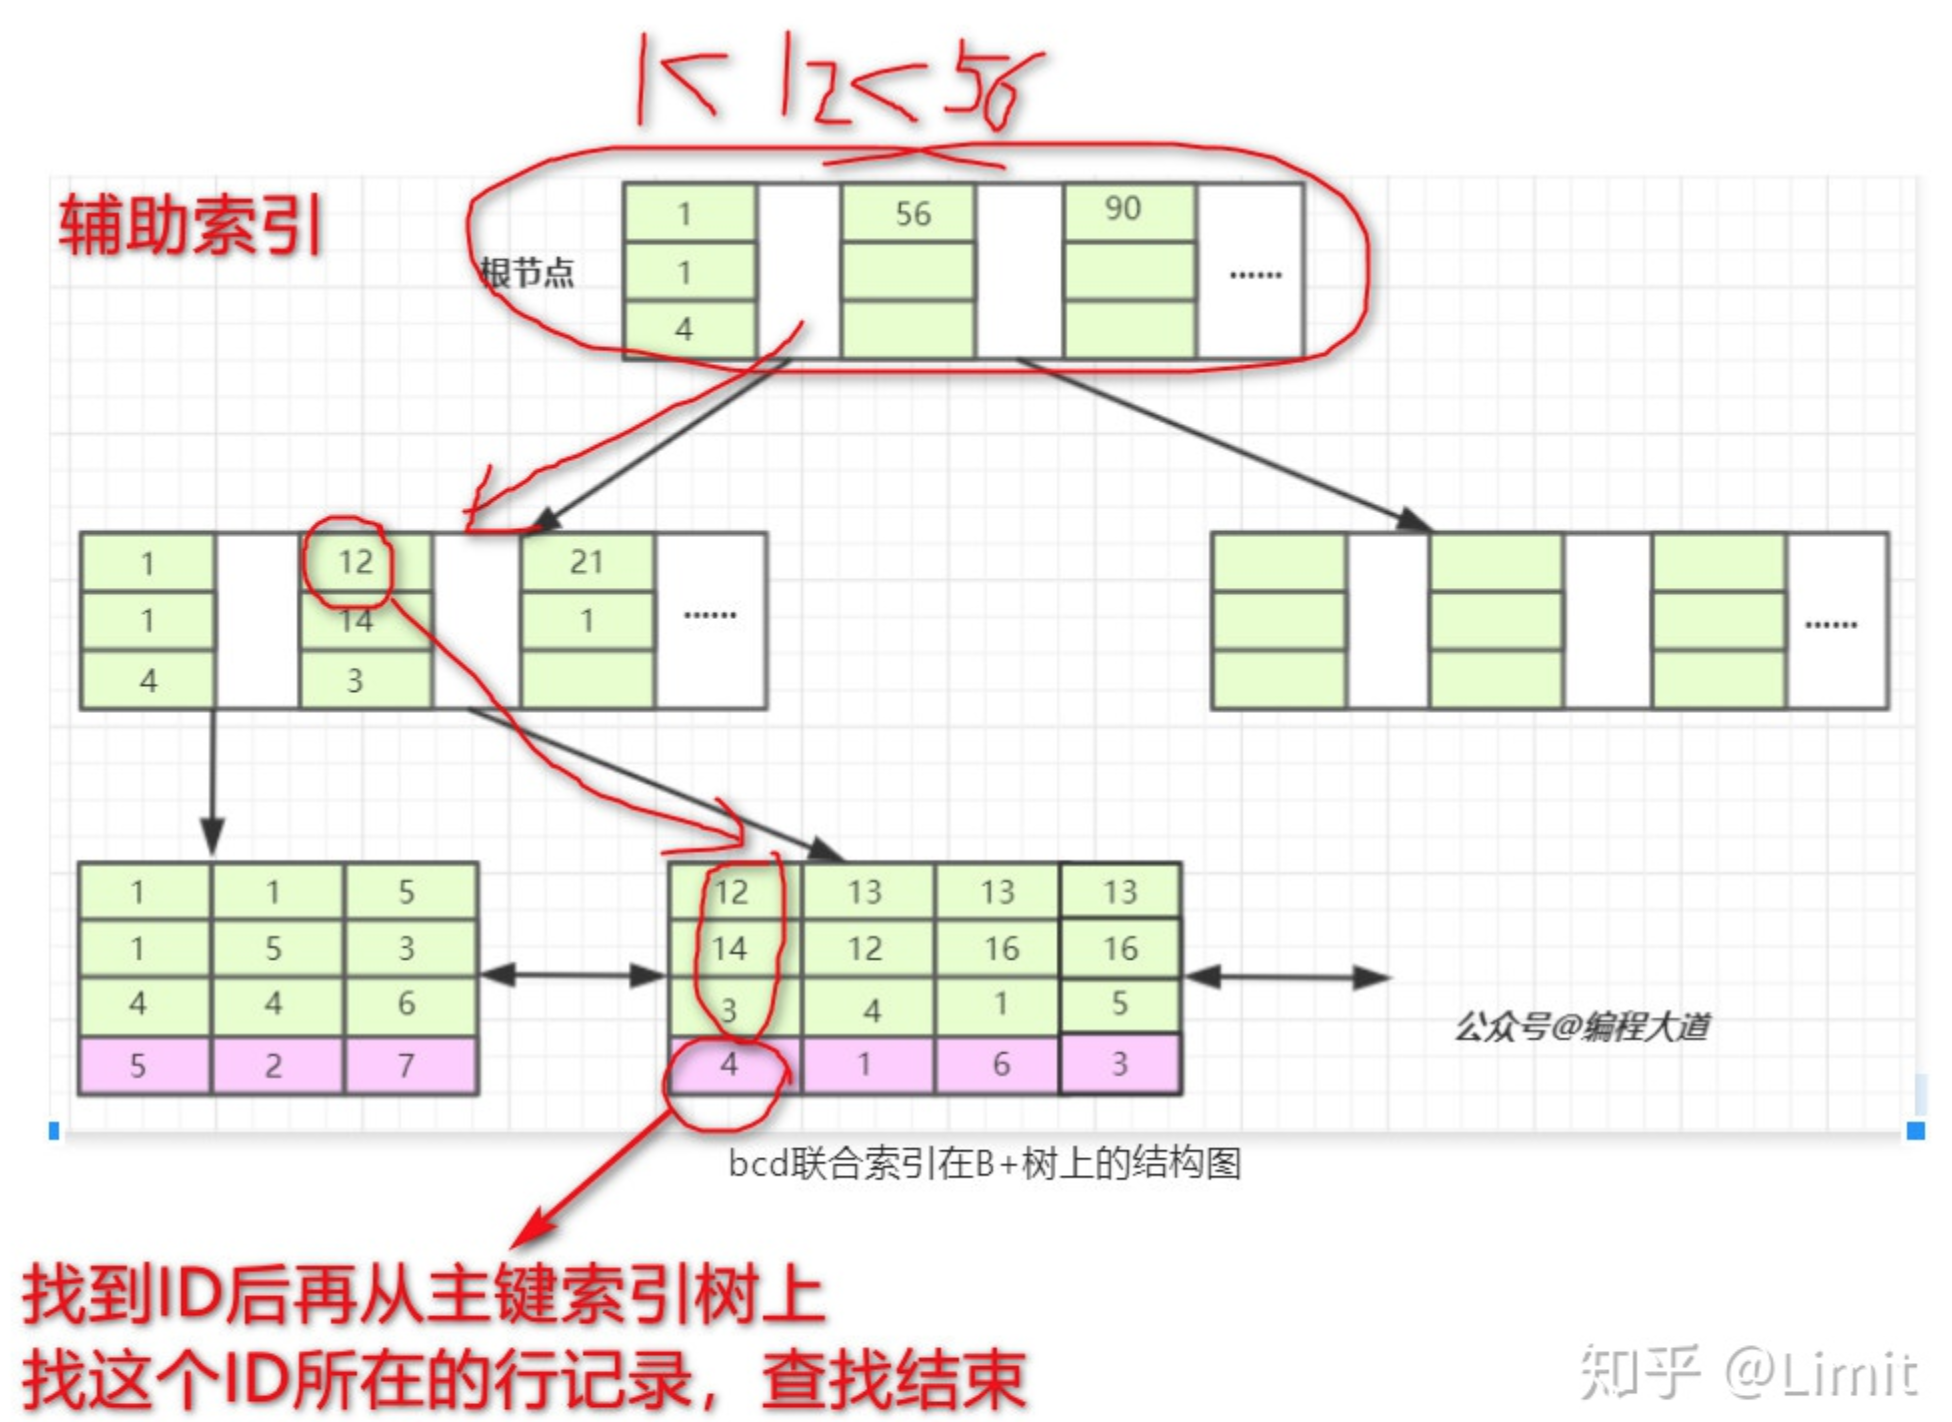 1< 12<56
辅助索引
根节点
1 56 90
1 ......
4
1 12 21
1 14 1 ...... ......
4 3
1 1 5 12 13 13 13
1 5 3 14 12 16 16
4 4 6 3 4 1 5
5 2 7 4 1 6 3
公众号@编程大道
bcd联合索引在B+树上的结构图
找到ID后再从主键索引树上
找这个ID所在的行记录，查找结束
知乎 @Limit